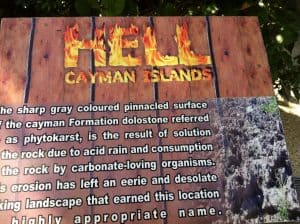 HELL
CAYMAN ISLANDS
he sharp gray coloured pinnacled surface
f the cayman Formation dolostone referred
as phytokarst, is the result of solution
the rock due to acid rain and consumption
the rock by carbonate-loving organisms.
is erosion has left an eerie and desolate
king landscape that earned this location
highly appropriate name.